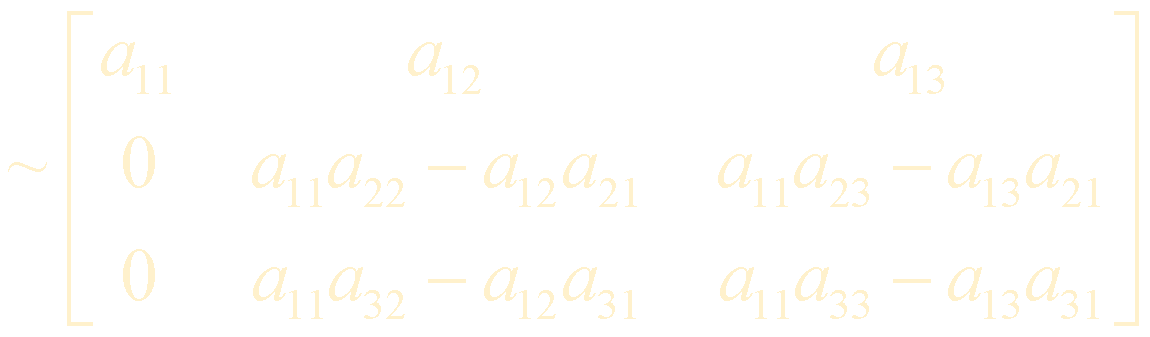 a₁₁ a₁₂ a₁₃
~ 0 a₁₁a₂₂ − a₁₂a₂₁ a₁₁a₂₃ − a₁₃a₂₁
0 a₁₁a₃₂ − a₁₂a₃₁ a₁₁a₃₃ − a₁₃a₃₁